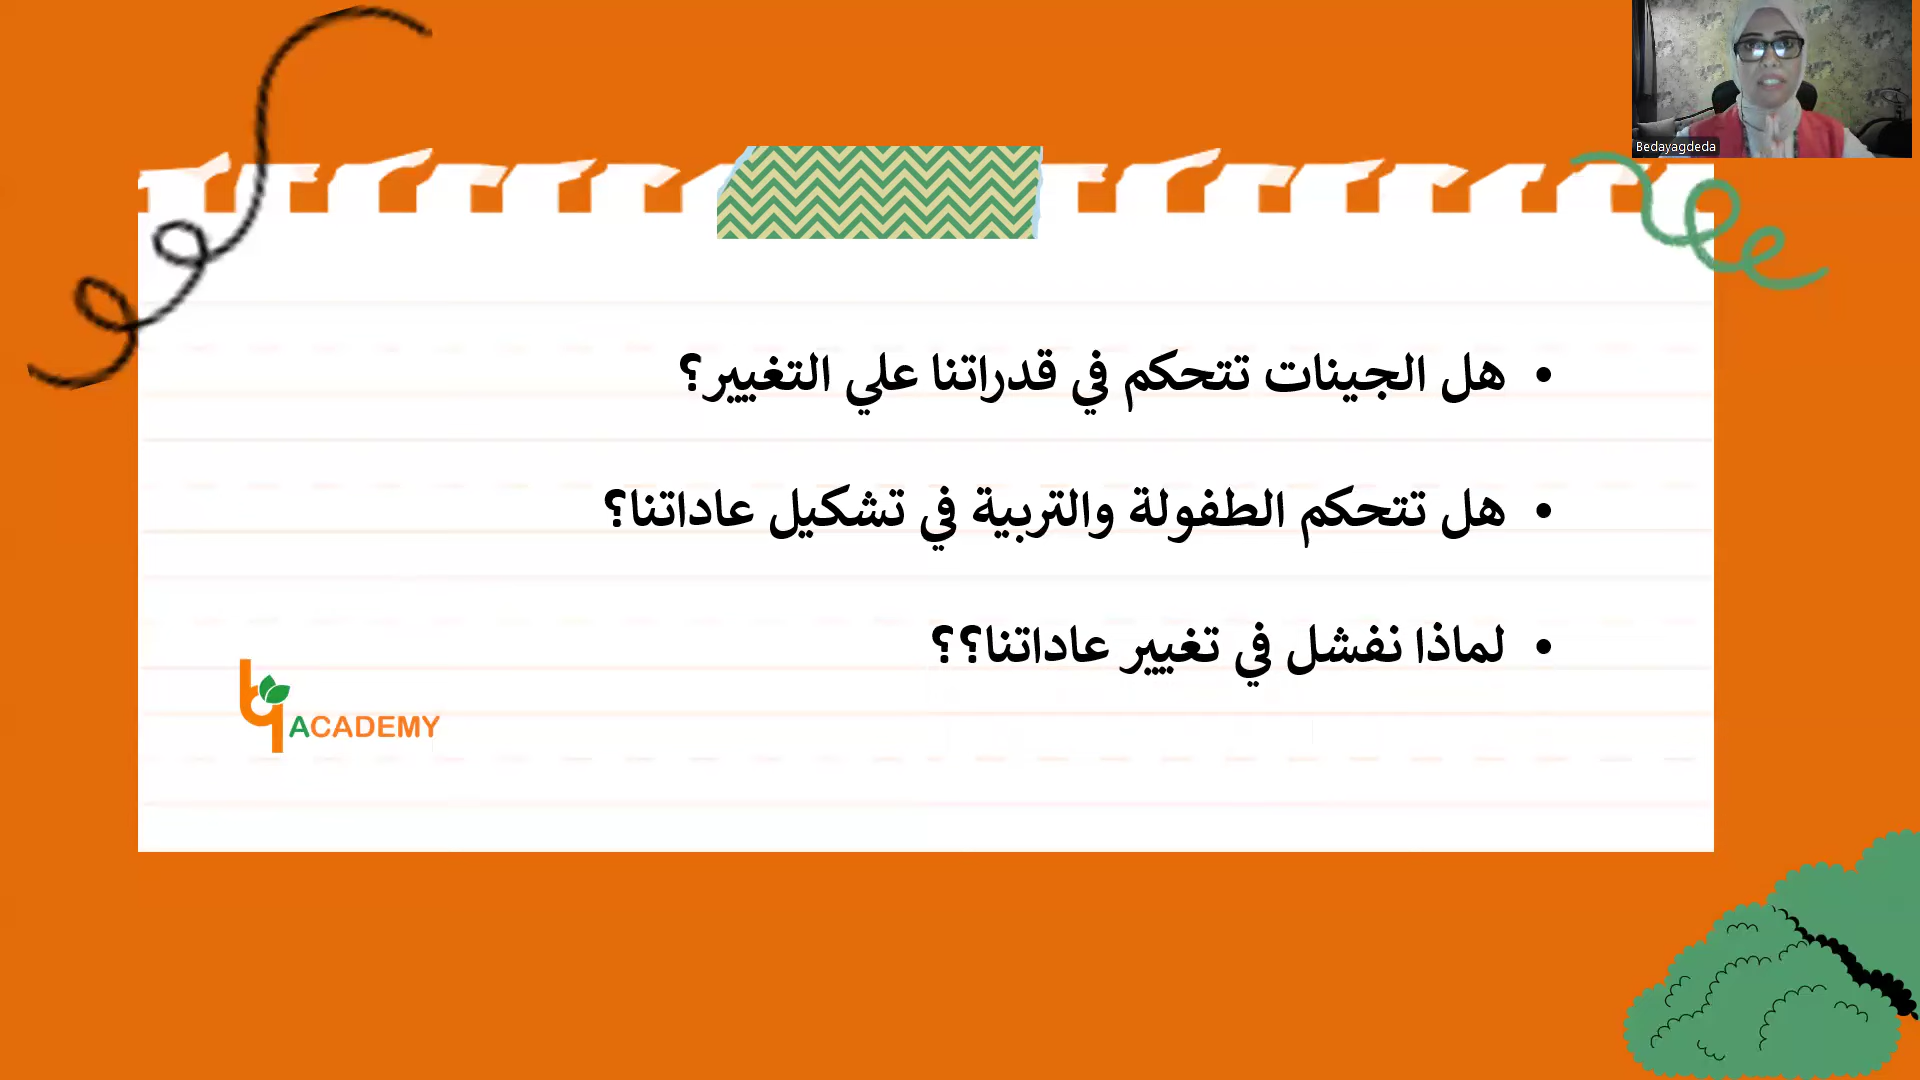 Bedayagdeda
• هل الجينات تتحكم في قدراتنا علي التغيير؟
• هل تتحكم الطفولة والتربية في تشكيل عاداتنا؟
• لماذا نفشل في تغيير عاداتنا؟؟
ACADEMY